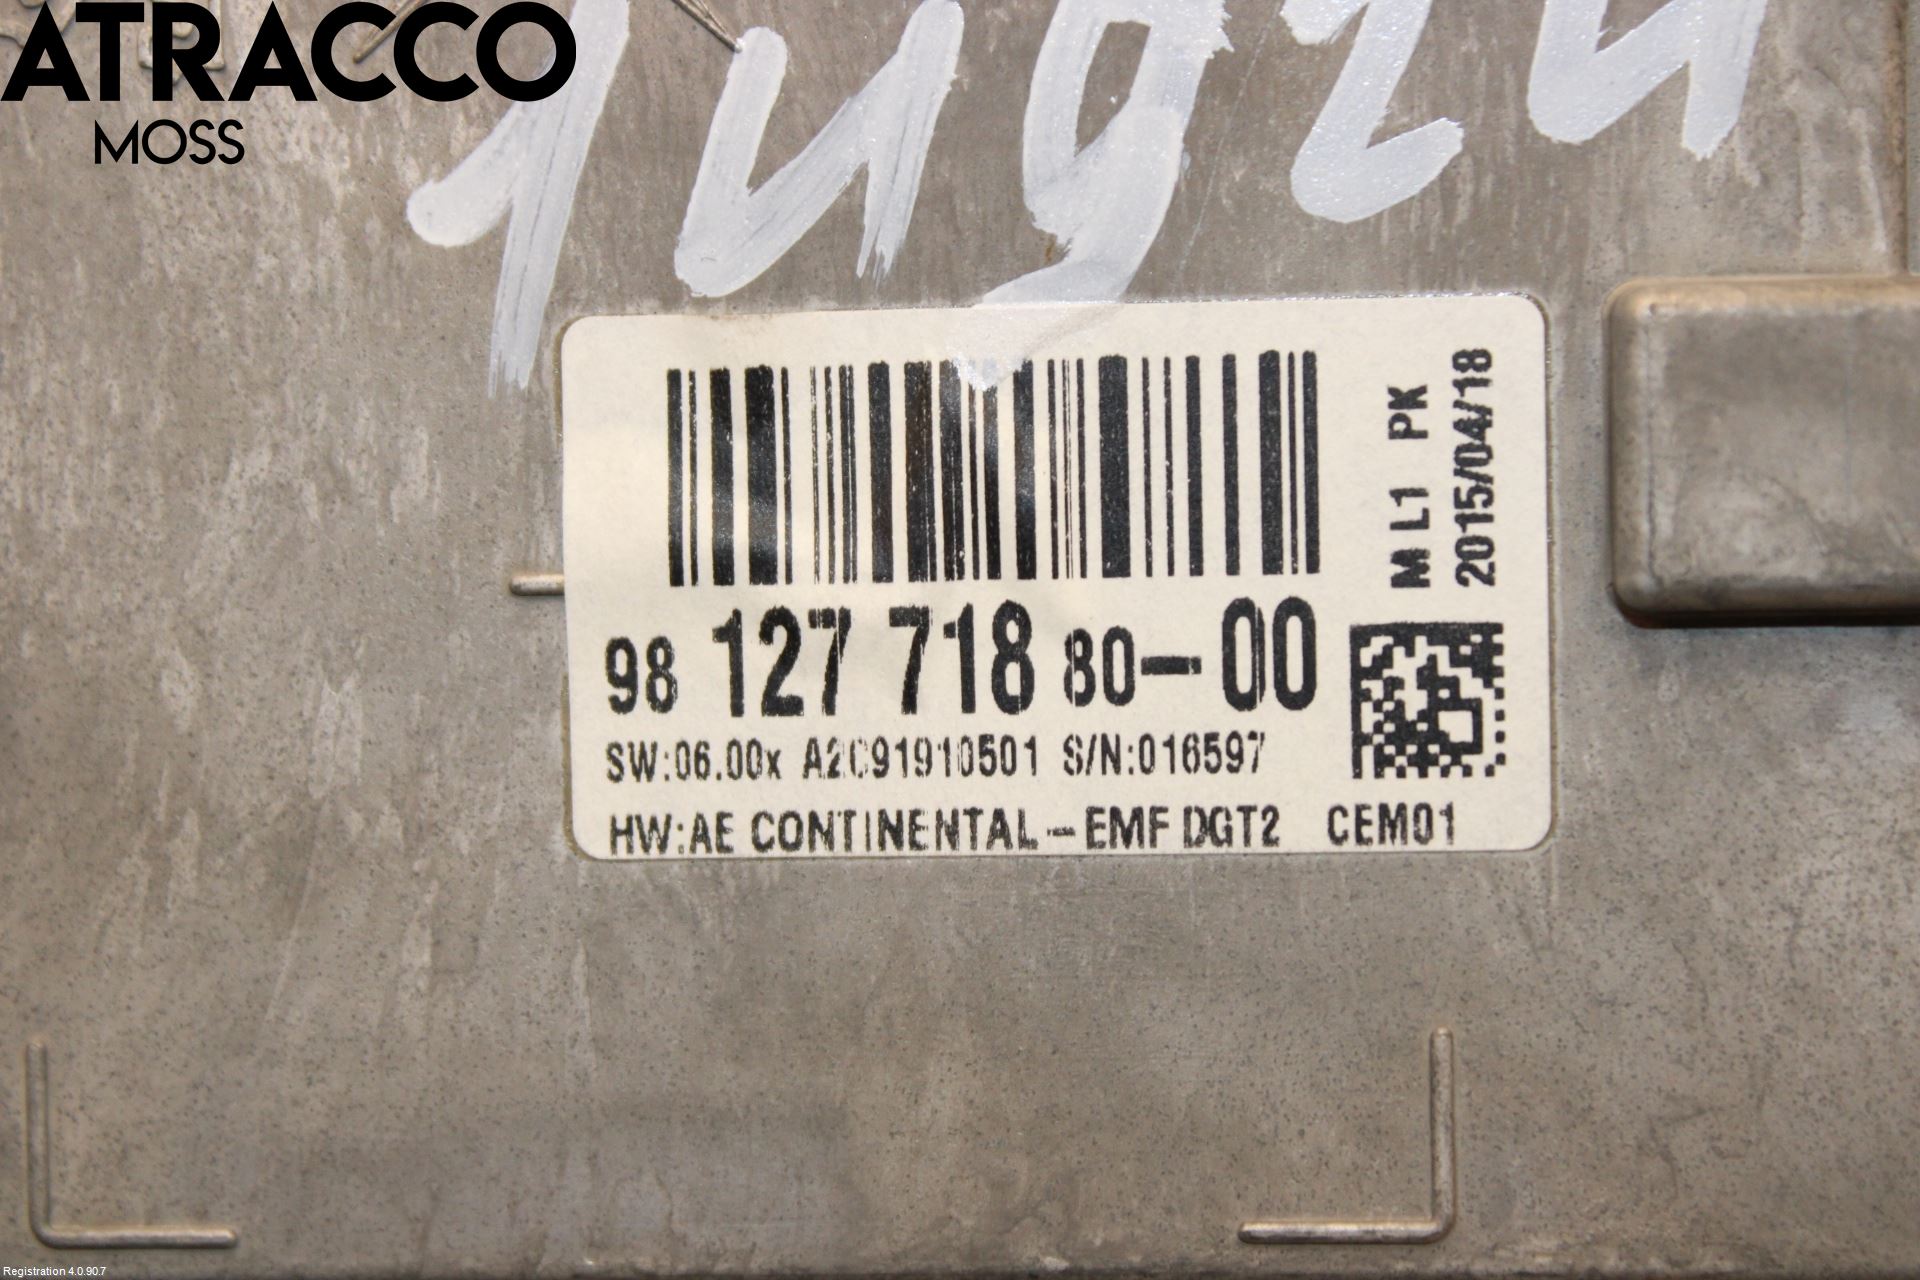 ATRACCO
MOSS
M L1 PK
2015/04/18
98 127 718 80-00
SW:06.00x A2C91910501 S/N:016597
HW:AE CONTINENTAL-EMF DGT2 CEM01
Registration 4.0.90.7